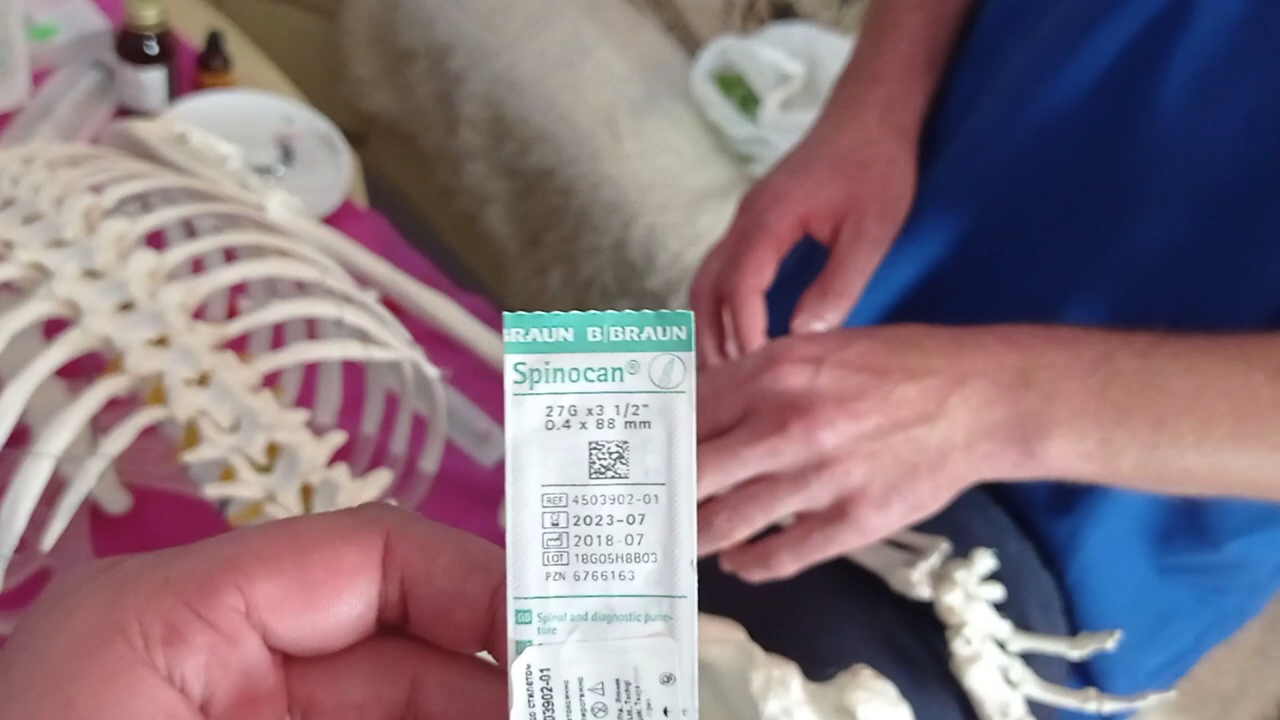 BRAUN B|BRAUN
Spinocan®
27G x3 1/2"
0.4 x 88 mm
REF 4503902-01
2023-07
2018-07
LOT 18G05H8B03
PZN 6766163
GB Spinal and diagnostic punc-
ture
03902-01